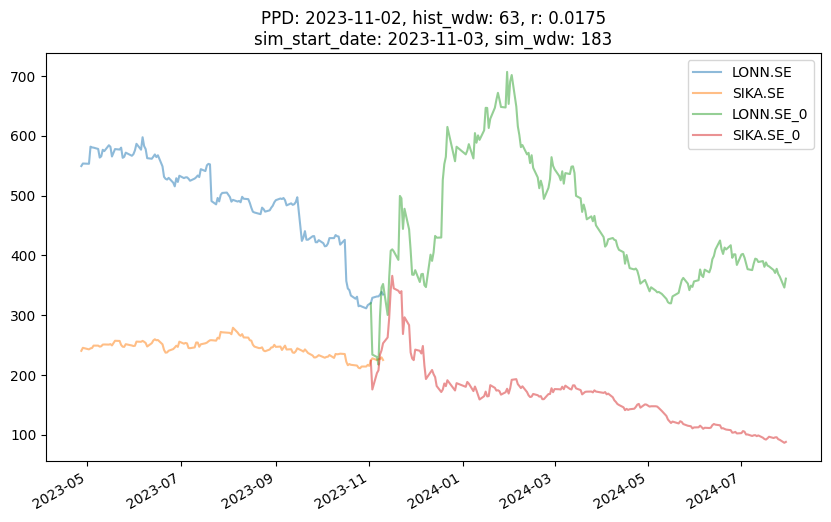 PPD: 2023-11-02, hist_wdw: 63, r: 0.0175
sim_start_date: 2023-11-03, sim_wdw: 183
LONN.SE
SIKA.SE
LONN.SE_0
SIKA.SE_0
700
600
500
400
300
200
100
2023-05
2023-07
2023-09
2023-11
2024-01
2024-03
2024-05
2024-07